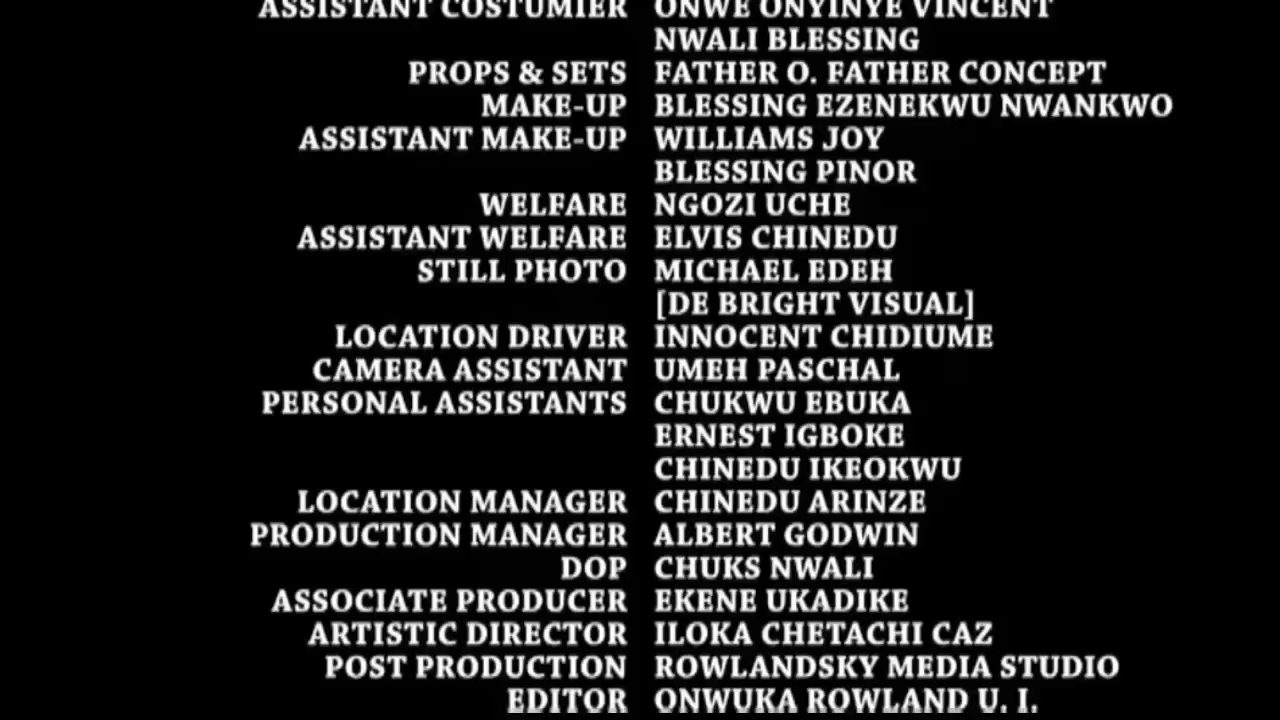 ASSISTANT COSTUMIER ONWE ONYINYE VINCENT
NWALI BLESSING
PROPS & SETS FATHER O. FATHER CONCEPT
MAKE-UP BLESSING EZENEKWU NWANKWO
ASSISTANT MAKE-UP WILLIAMS JOY
BLESSING PINOR
WELFARE NGOZI UCHE
ASSISTANT WELFARE ELVIS CHINEDU
STILL PHOTO MICHAEL EDEH
[DE BRIGHT VISUAL]
LOCATION DRIVER INNOCENT CHIDIUME
CAMERA ASSISTANT UMEH PASCHAL
PERSONAL ASSISTANTS CHUKWU EBUKA
ERNEST IGBOKE
CHINEDU IKEOKWU
LOCATION MANAGER CHINEDU ARINZE
PRODUCTION MANAGER ALBERT GODWIN
DOP CHUKS NWALI
ASSOCIATE PRODUCER EKENE UKADIKE
ARTISTIC DIRECTOR ILOKA CHETACHI CAZ
POST PRODUCTION ROWLANDSKY MEDIA STUDIO
EDITOR ONWUKA ROWLAND U. I.